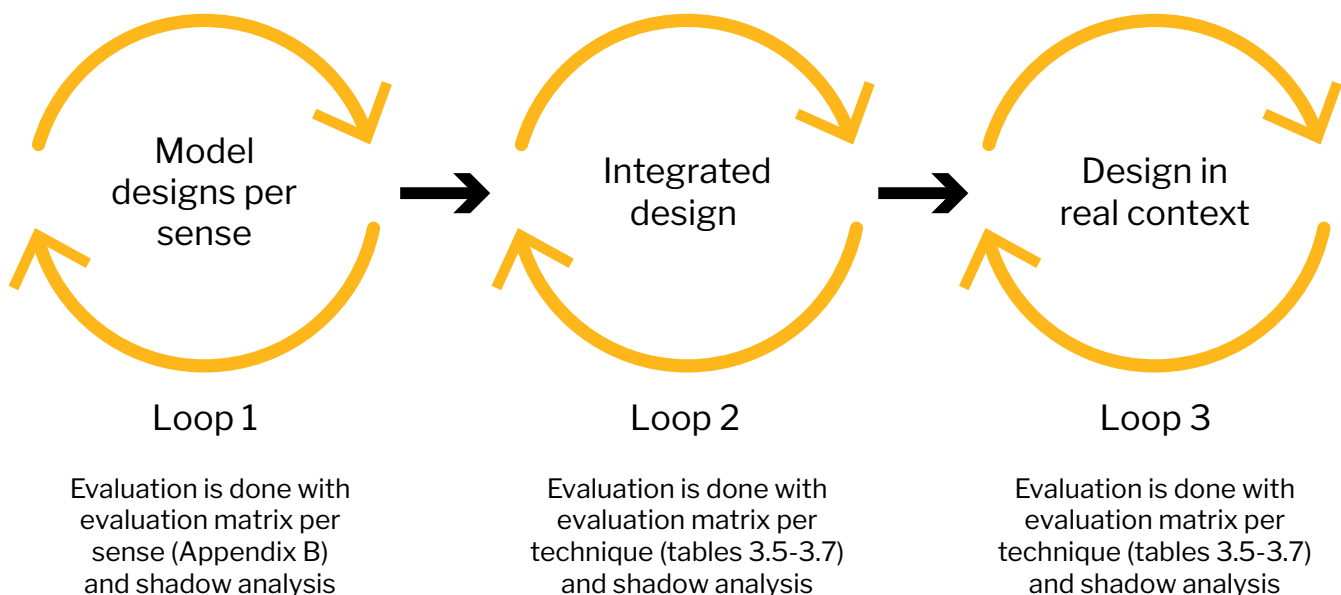 Model
designs per
sense
Integrated
design
Design in
real context
Loop 1
Loop 2
Loop 3
Evaluation is done with
evaluation matrix per
sense (Appendix B)
and shadow analysis
Evaluation is done with
evaluation matrix per
technique (tables 3.5-3.7)
and shadow analysis
Evaluation is done with
evaluation matrix per
technique (tables 3.5-3.7)
and shadow analysis